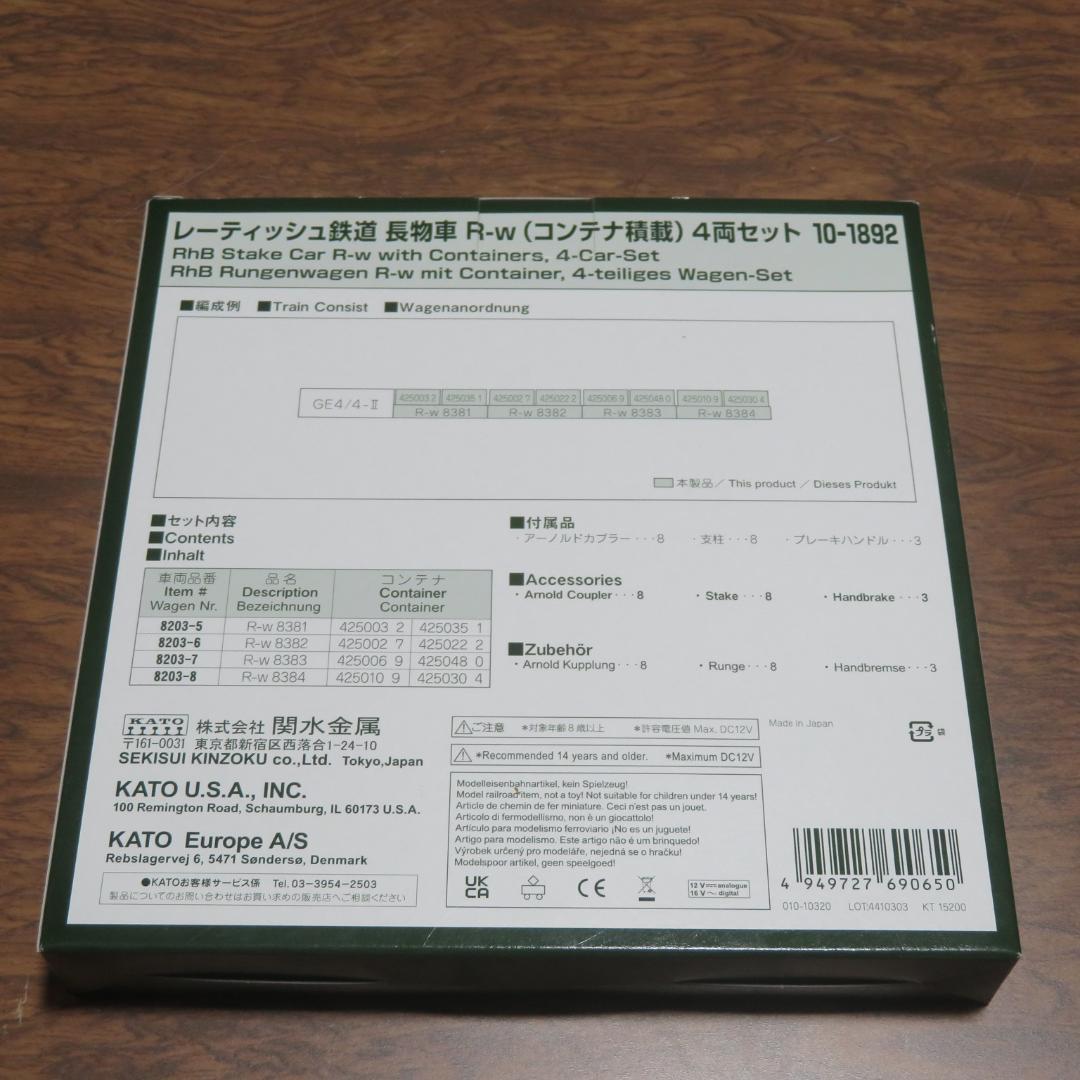 レーティッシュ鉄道 長物車 R-w（コンテナ積載）4両セット 10-1892
RhB Stake Car R-w with Containers, 4-Car-Set
RhB Rungenwagen R-w mit Container, 4-teiliges Wagen-Set
■編成例 ■Train Consist ■Wagenanordnung
425003 2 425035 1 425002 7 425022 2 425006 9 425048 0 425010 9 425030 4
GE4/4-Ⅱ R-w 8381 R-w 8382 R-w 8383 R-w 8384
本製品／This product／Dieses Produkt
■セット内容
■Contents
■Inhalt
車両品番 品名 コンテナ
Item # Description Container
Wagen Nr. Bezeichnung Container
8203-5 R-w 8381 425003 2 425035 1
8203-6 R-w 8382 425002 7 425022 2
8203-7 R-w 8383 425006 9 425048 0
8203-8 R-w 8384 425010 9 425030 4
■付属品
・アーノルドカプラー・・・8 ・支柱・・・8 ・ブレーキハンドル・・・3
■Accessories
・Arnold Coupler・・・8 ・Stake・・・8 ・Handbrake・・・3
■Zubehör
・Arnold Kupplung・・・8 ・Runge・・・8 ・Handbremse・・・3
KATO 株式会社 関水金属
〒161-0031 東京都新宿区西落合1-24-10
SEKISUI KINZOKU co.,Ltd. Tokyo,Japan
KATO U.S.A., INC.
100 Remington Road, Schaumburg, IL 60173 U.S.A.
KATO Europe A/S
Rebslagervej 6, 5471 Søndersø, Denmark
●KATOお客様サービス係 Tel.03-3954-2503
製品についてのお問い合わせはお買い求めの販売店へご相談ください
ご注意 *対象年齢8歳以上 *許容電圧値 Max. DC12V
*Recommended 14 years and older. *Maximum DC12V
Modelleisenbahnartikel, kein Spielzeug!
Model railroad item, not a toy! Not suitable for children under 14 years!
Article de chemin de fer miniature. Ceci n'est pas un jouet.
Articolo di fermodellismo, non è un giocattolo!
Artículo para modelismo ferroviario ¡No es un juguete!
Artigo para modelismo. Este artigo não é um brinquedo!
Výrobek určený pro modeláře, nejedná se o hračku!
Modelspoor artikel, geen speelgoed!
UK CA CE
12 V analogue
16 V digital
Made in Japan
プラ 袋
4 949727 690650
010-10320 LOT:4410303 KT 15200